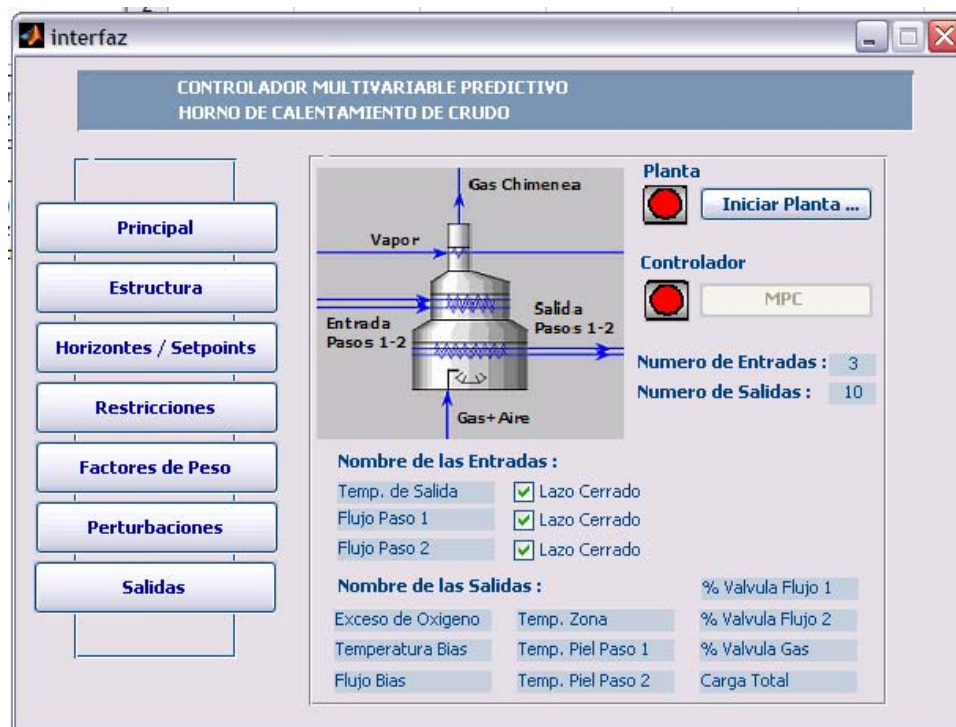 interfaz
CONTROLADOR MULTIVARIABLE PREDICTIVO
HORNO DE CALENTAMIENTO DE CRUDO
Principal
Estructura
Horizontes / Setpoints
Restricciones
Factores de Peso
Perturbaciones
Salidas
Gas Chimenea
Vapor
Entrada
Pasos 1-2
Salida
Pasos 1-2
Gas+Aire
Planta
Iniciar Planta ...
Controlador
MPC
Numero de Entradas : 3
Numero de Salidas : 10
Nombre de las Entradas :
Temp. de Salida Lazo Cerrado
Flujo Paso 1 Lazo Cerrado
Flujo Paso 2 Lazo Cerrado
Nombre de las Salidas : % Valvula Flujo 1
Exceso de Oxigeno Temp. Zona % Valvula Flujo 2
Temperatura Bias Temp. Piel Paso 1 % Valvula Gas
Flujo Bias Temp. Piel Paso 2 Carga Total